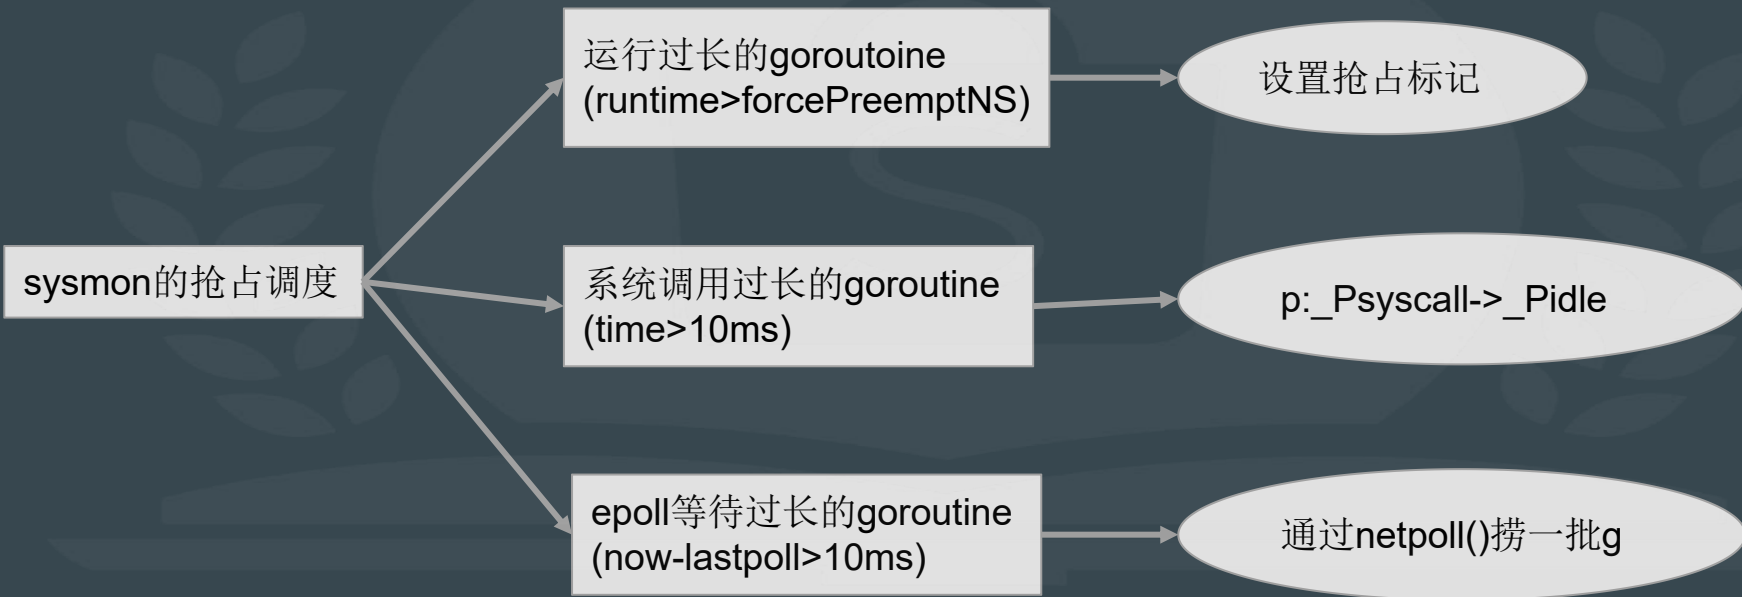 运行过长的goroutoine
(runtime>forcePreemptNS)
设置抢占标记
sysmon的抢占调度
系统调用过长的goroutine
(time>10ms)
p:_Psyscall->_Pidle
epoll等待过长的goroutine
(now-lastpoll>10ms)
通过netpoll()捞一批g